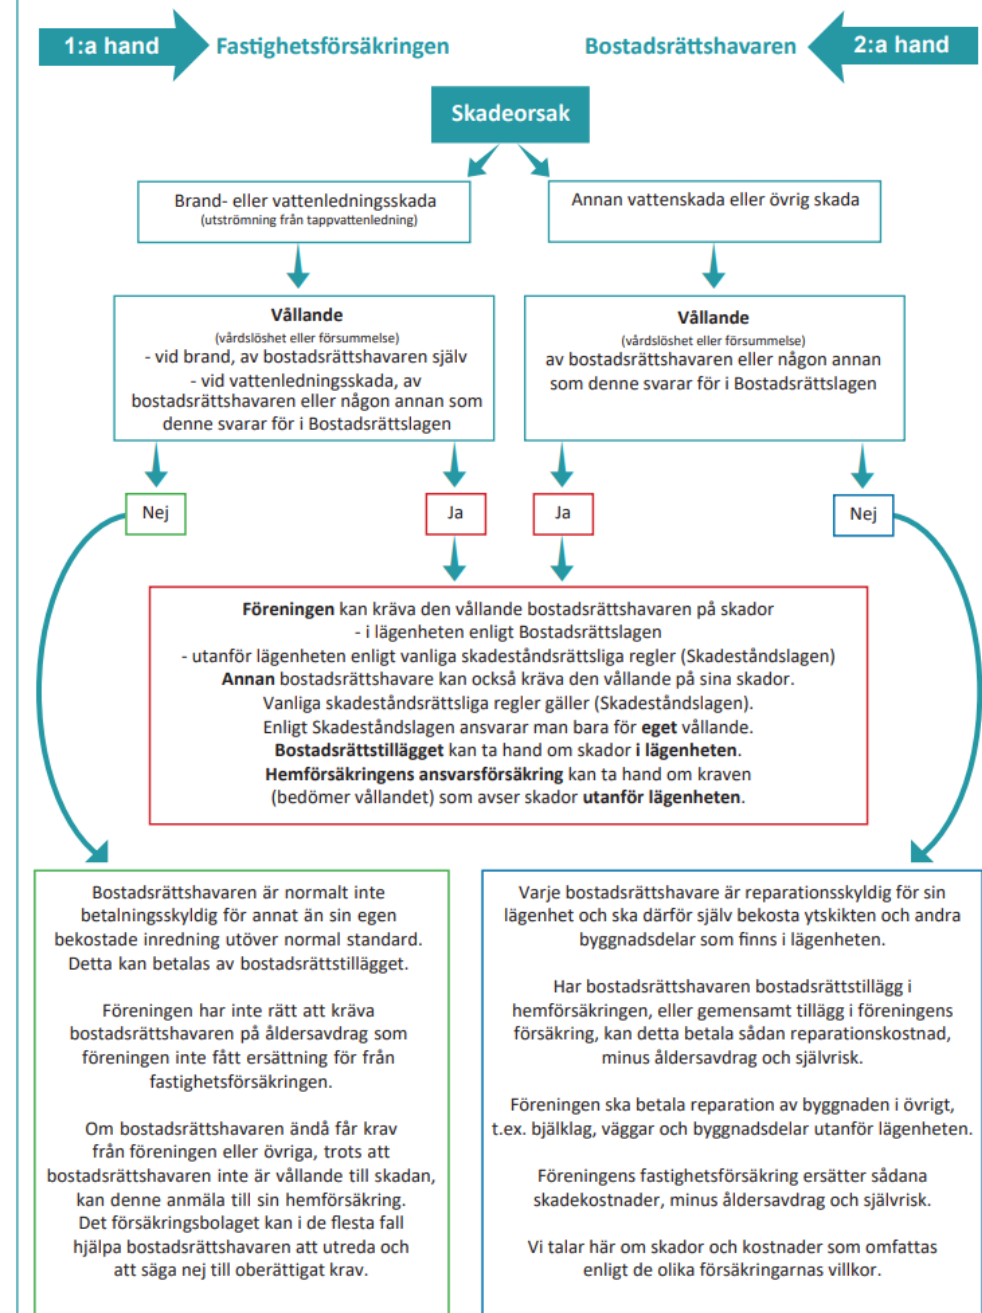 1:a hand
Fastighetsförsäkringen
Bostadsrättshavaren
2:a hand
Skadeorsak
Brand- eller vattenledningsskada
(utströmning från tappvattenledning)
Annan vattenskada eller övrig skada
Vållande
(vårdslöshet eller försummelse)
- vid brand, av bostadsrättshavaren själv
- vid vattenledningsskada, av
bostadsrättshavaren eller någon annan som
denne svarar för i Bostadsrättslagen
Vållande
(vårdslöshet eller försummelse)
av bostadsrättshavaren eller någon annan
som denne svarar för i Bostadsrättslagen
Nej
Ja
Ja
Nej
Föreningen kan kräva den vållande bostadsrättshavaren på skador
- i lägenheten enligt Bostadsrättslagen
- utanför lägenheten enligt vanliga skadeståndsrättsliga regler (Skadeståndslagen)
Annan bostadsrättshavare kan också kräva den vållande på sina skador.
Vanliga skadeståndsrättsliga regler gäller (Skadeståndslagen).
Enligt Skadeståndslagen ansvarar man bara för eget vållande.
Bostadsrättstillägget kan ta hand om skador i lägenheten.
Hemförsäkringens ansvarsförsäkring kan ta hand om kraven
(bedömer vållandet) som avser skador utanför lägenheten.
Bostadsrättshavaren är normalt inte
betalningsskyldig för annat än sin egen
bekostade inredning utöver normal standard.
Detta kan betalas av bostadsrättstillägget.
Föreningen har inte rätt att kräva
bostadsrättshavaren på åldersavdrag som
föreningen inte fått ersättning för från
fastighetsförsäkringen.
Om bostadsrättshavaren ändå får krav
från föreningen eller övriga, trots att
bostadsrättshavaren inte är vållande till skadan,
kan denne anmäla till sin hemförsäkring.
Det försäkringsbolaget kan i de flesta fall
hjälpa bostadsrättshavaren att utreda och
att säga nej till oberättigat krav.
Varje bostadsrättshavare är reparationsskyldig för sin
lägenhet och ska därför själv bekosta ytskikten och andra
byggnadsdelar som finns i lägenheten.
Har bostadsrättshavaren bostadsrättstillägg i
hemförsäkringen, eller gemensamt tillägg i föreningens
försäkring, kan detta betala sådan reparationskostnad,
minus åldersavdrag och självrisk.
Föreningen ska betala reparation av byggnaden i övrigt,
t.ex. bjälklag, väggar och byggnadsdelar utanför lägenheten.
Föreningens fastighetsförsäkring ersätter sådana
skadekostnader, minus åldersavdrag och självrisk.
Vi talar här om skador och kostnader som omfattas
enligt de olika försäkringarnas villkor.